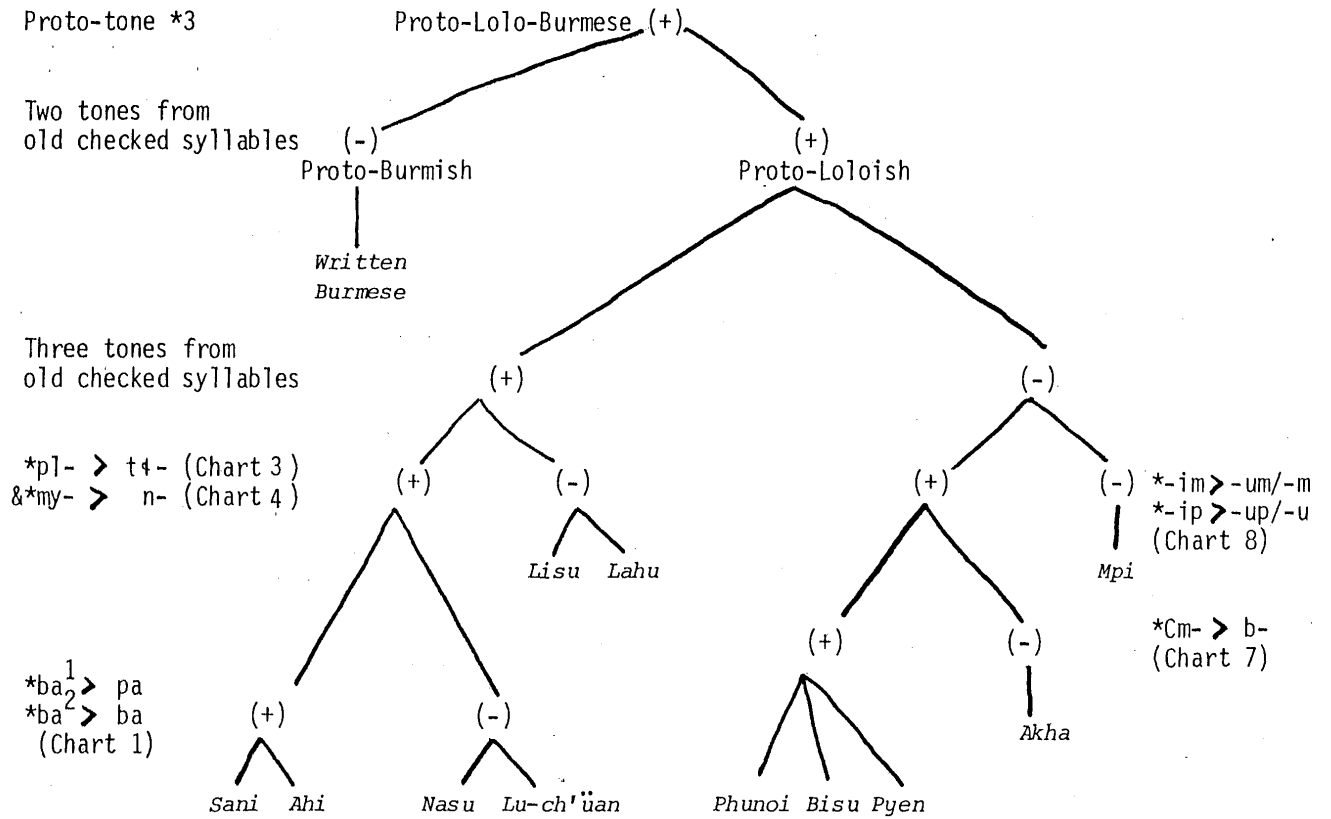 Proto-tone *3
Proto-Lolo-Burmese (+)
Two tones from
old checked syllables
(-)
(+)
Proto-Burmish
Proto-Loloish
Written
Burmese
Three tones from
old checked syllables
(+)
(-)
*pl- > tɬ- (Chart 3)
&*my- > n- (Chart 4)
(+)
(-)
(+)
(-)
*-im > -um/-m
*-ip > -up/-u
(Chart 8)
Lisu Lahu
Mpi
(+)
(-)
*Cm- > b-
(Chart 7)
*ba1 > pa
*ba2 > ba
(Chart 1)
(+)
(-)
Akha
Sani Ahi Nasu Lu-ch'üan Phunoi Bisu Pyen